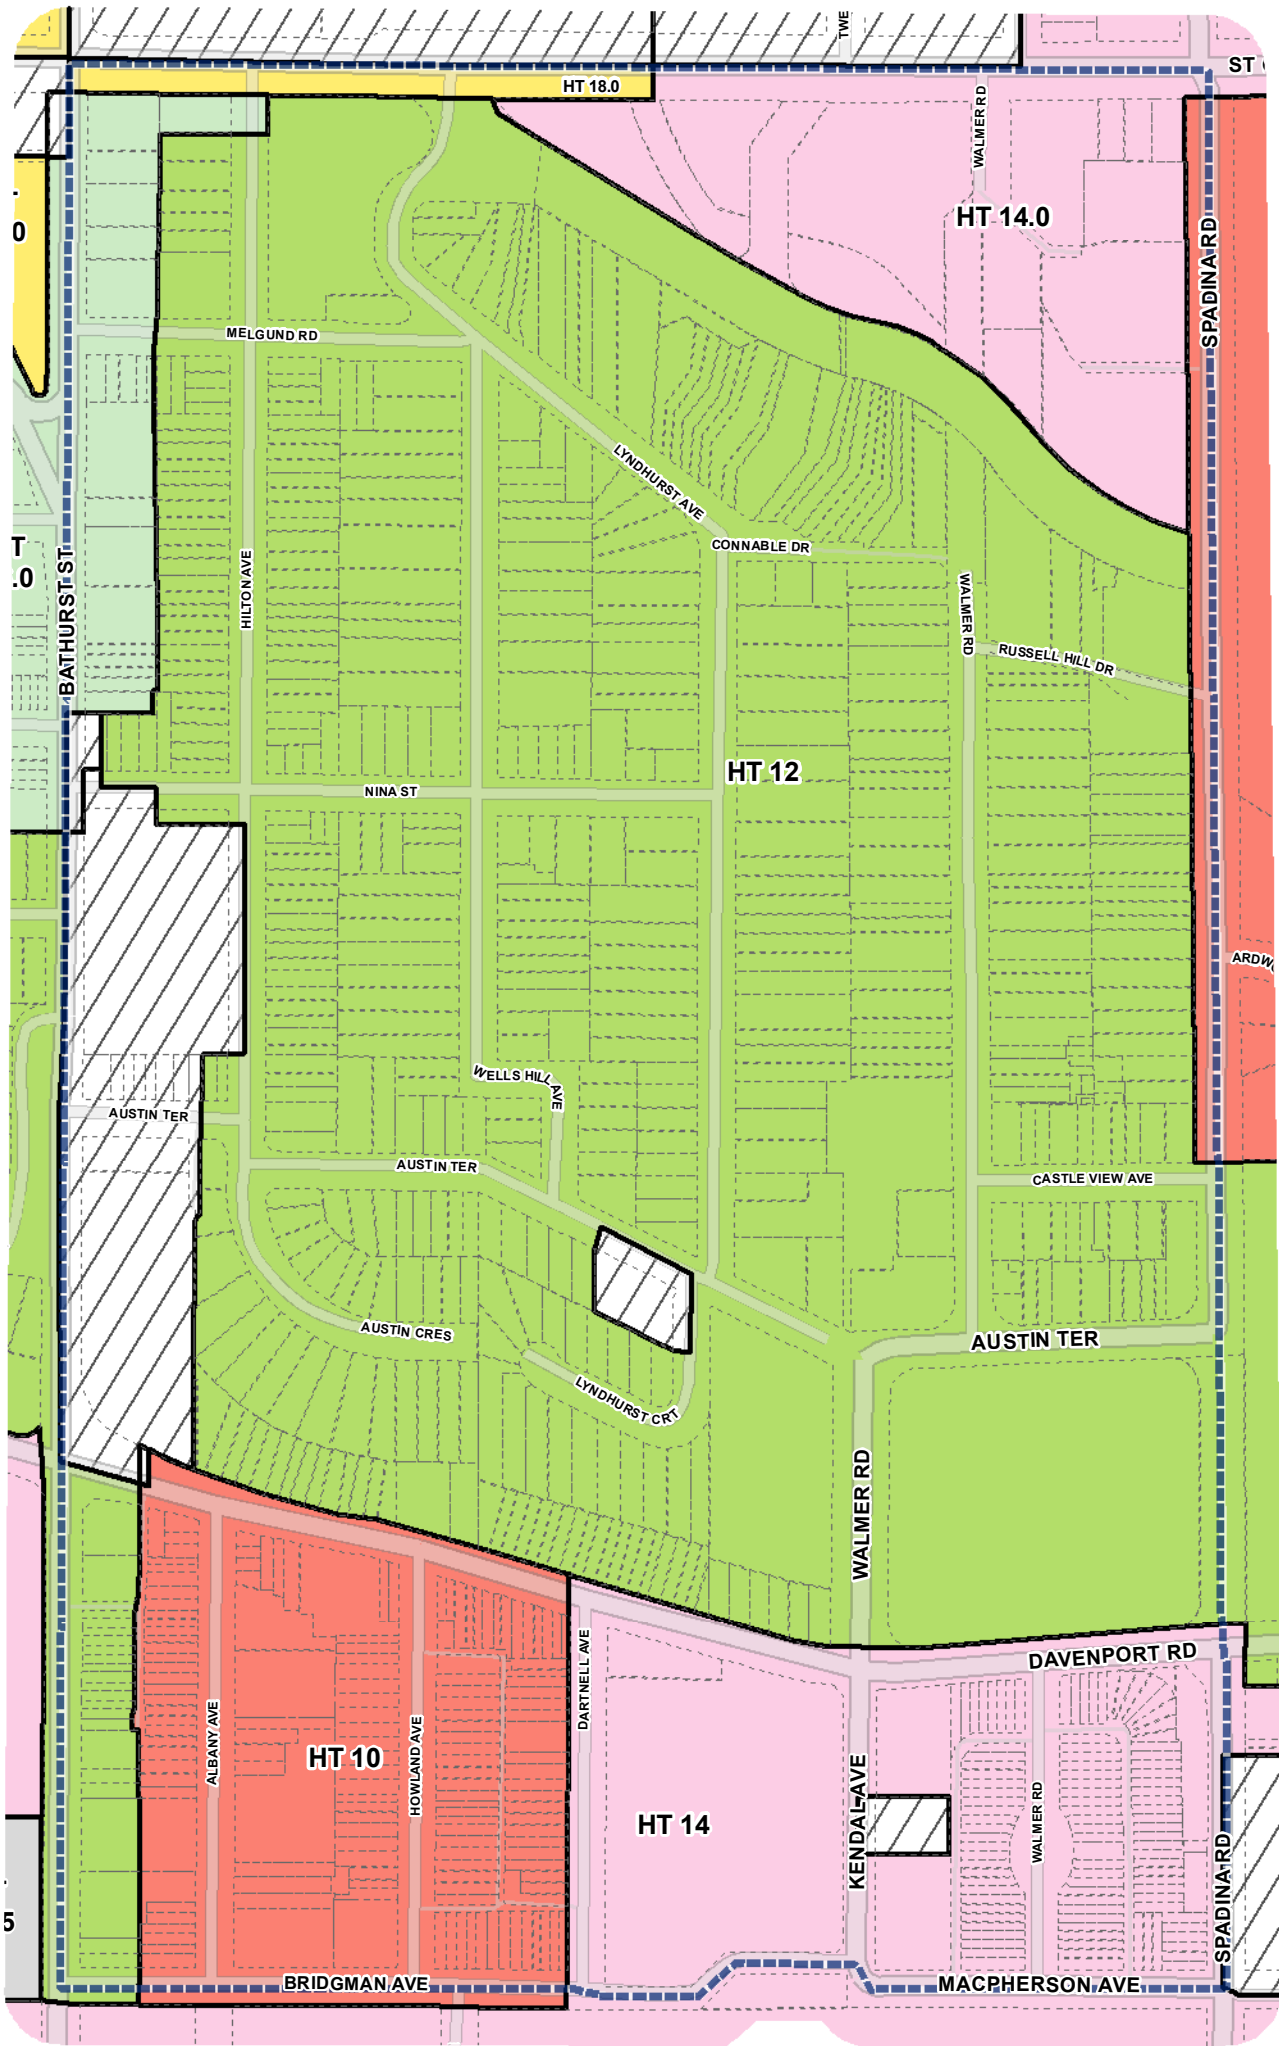 TWE
ST
HT 18.0
WALMER RD
HT 14.0
SPADINA RD
0
MELGUND RD
LYNDHURST AVE
CONNABLE DR
T
.0
BATHURST ST
HILTON AVE
WALMER RD
RUSSELL HILL DR
HT 12
NINA ST
ARDW
WELLS HILL AVE
AUSTIN TER
AUSTIN TER
CASTLE VIEW AVE
AUSTIN CRES
AUSTIN TER
LYNDHURST CRT
WALMER RD
DAVENPORT RD
DARTNELL AVE
ALBANY AVE
HOWLAND AVE
HT 10
KENDAL AVE
WALMER RD
HT 14
SPADINA RD
5
BRIDGMAN AVE
MACPHERSON AVE